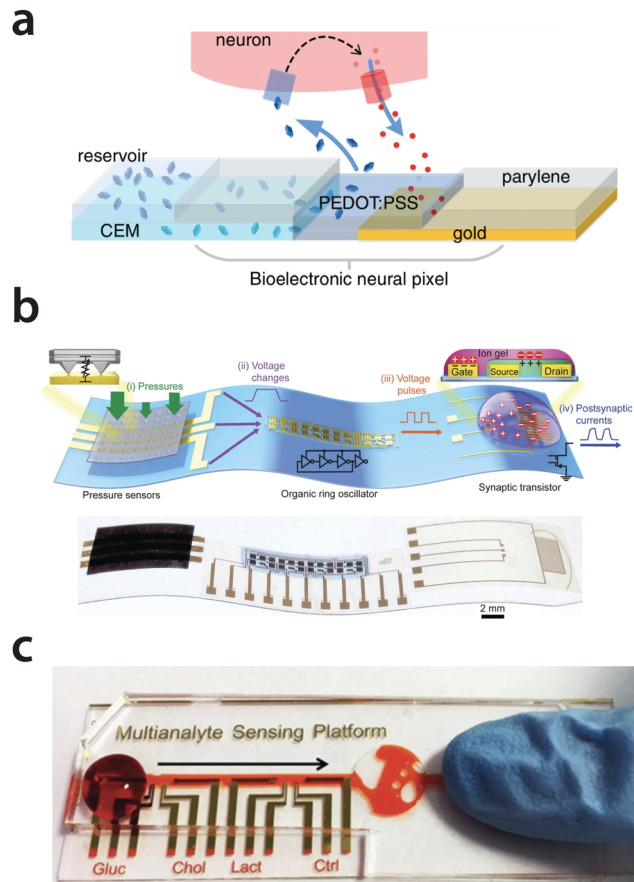 a
neuron
reservoir
parylene
PEDOT:PSS
CEM
gold
Bioelectronic neural pixel
b
(i) Pressures
(ii) Voltage
changes
(iii) Voltage
pulses
Ion gel
Gate
Source
Drain
(iv) Postsynaptic
currents
Pressure sensors
Organic ring oscillator
Synaptic transistor
2 mm
c
Multianalyte Sensing Platform
Gluc
Chol
Lact
Ctrl